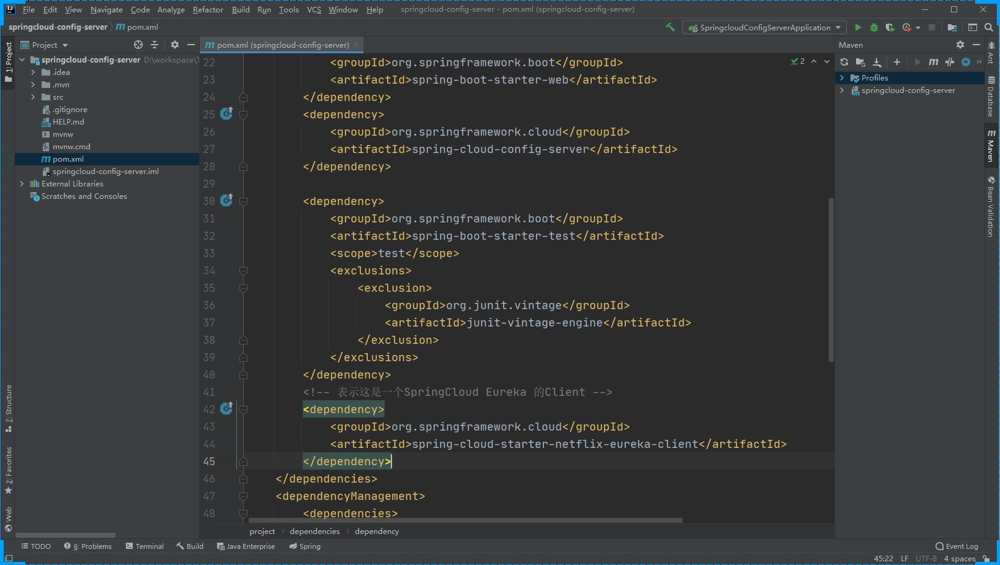 File Edit View Navigate Code Analyze Refactor Build Run Tools VCS Window Help springcloud-config-server - pom.xml (springcloud-config-server)
springcloud-config-server pom.xml SpringcloudConfigServerApplication
Project
pom.xml (springcloud-config-server)
Maven
1: Project
springcloud-config-server D:\workspace\
.idea
.mvn
src
.gitignore
HELP.md
mvnw
mvnw.cmd
pom.xml
springcloud-config-server.iml
External Libraries
Scratches and Consoles
7: Structure
2: Favorites
Web
22 <groupId>org.springframework.boot</groupId>
23 <artifactId>spring-boot-starter-web</artifactId>
24 </dependency>
25 <dependency>
26 <groupId>org.springframework.cloud</groupId>
27 <artifactId>spring-cloud-config-server</artifactId>
28 </dependency>
29
30 <dependency>
31 <groupId>org.springframework.boot</groupId>
32 <artifactId>spring-boot-starter-test</artifactId>
33 <scope>test</scope>
34 <exclusions>
35 <exclusion>
36 <groupId>org.junit.vintage</groupId>
37 <artifactId>junit-vintage-engine</artifactId>
38 </exclusion>
39 </exclusions>
40 </dependency>
41 <!-- 表示这是一个SpringCloud Eureka 的Client -->
42 <dependency>
43 <groupId>org.springframework.cloud</groupId>
44 <artifactId>spring-cloud-starter-netflix-eureka-client</artifactId>
45 </dependency>
46 </dependencies>
47 <dependencyManagement>
48 <dependencies>
2
Profiles
springcloud-config-server
Ant
Database
Maven
Bean Validation
project dependencies dependency
TODO 6: Problems Terminal Build Java Enterprise Spring Event Log
45:22 LF UTF-8 4 spaces